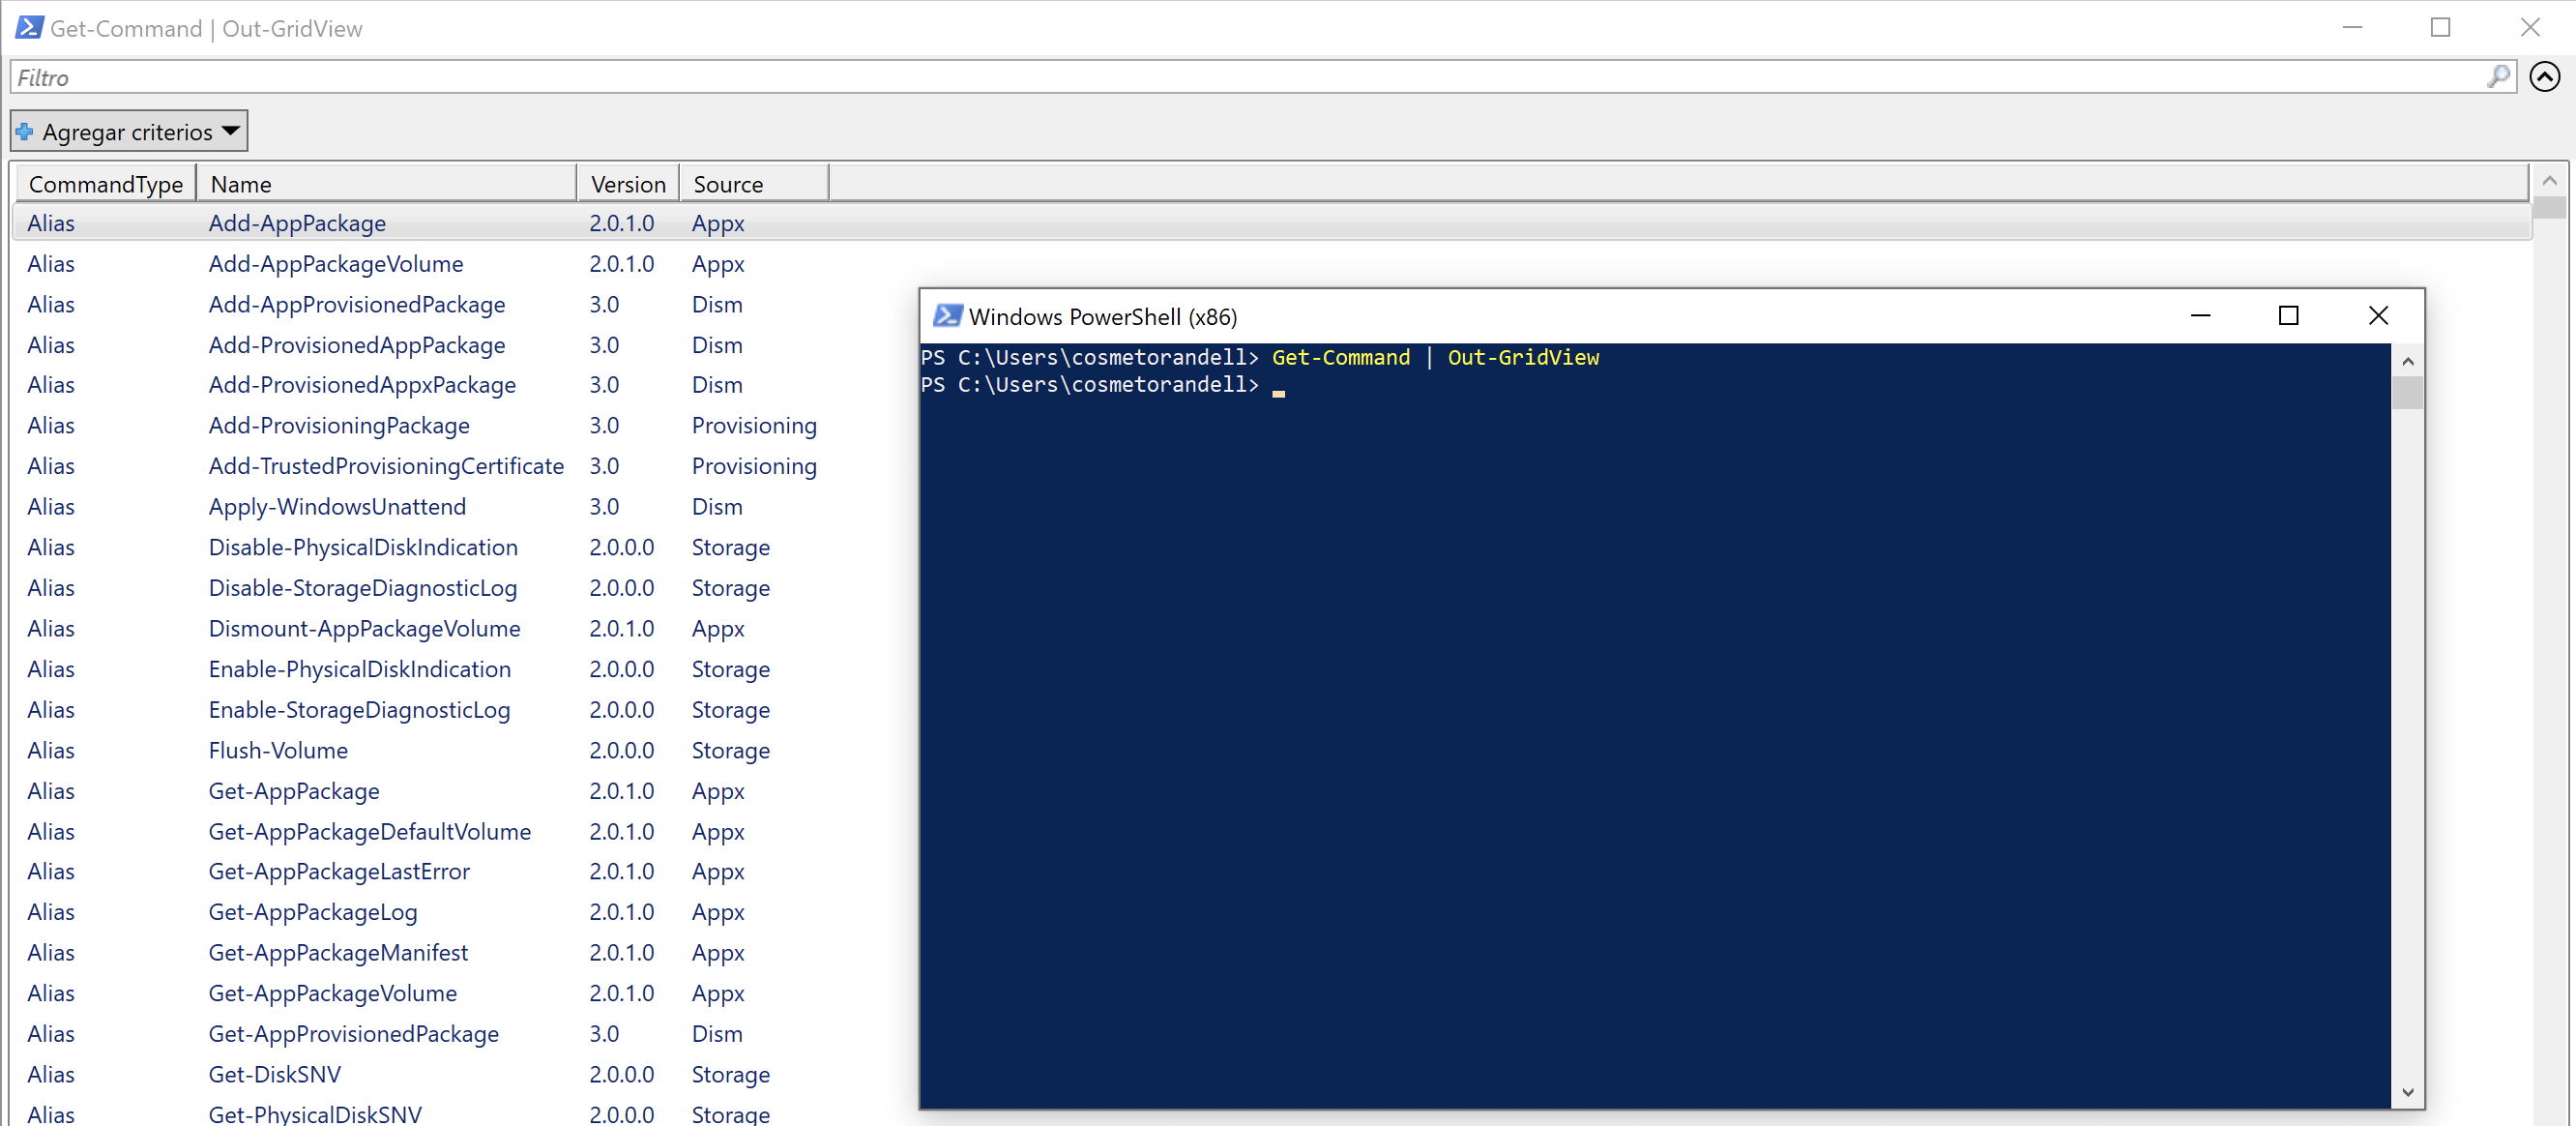 Get-Command | Out-GridView
Filtro
Agregar criterios
CommandType Name Version Source
Alias Add-AppPackage 2.0.1.0 Appx
Alias Add-AppPackageVolume 2.0.1.0 Appx
Alias Add-AppProvisionedPackage 3.0 Dism
Alias Add-ProvisionedAppPackage 3.0 Dism
Alias Add-ProvisionedAppxPackage 3.0 Dism
Alias Add-ProvisioningPackage 3.0 Provisioning
Alias Add-TrustedProvisioningCertificate 3.0 Provisioning
Alias Apply-WindowsUnattend 3.0 Dism
Alias Disable-PhysicalDiskIndication 2.0.0.0 Storage
Alias Disable-StorageDiagnosticLog 2.0.0.0 Storage
Alias Dismount-AppPackageVolume 2.0.1.0 Appx
Alias Enable-PhysicalDiskIndication 2.0.0.0 Storage
Alias Enable-StorageDiagnosticLog 2.0.0.0 Storage
Alias Flush-Volume 2.0.0.0 Storage
Alias Get-AppPackage 2.0.1.0 Appx
Alias Get-AppPackageDefaultVolume 2.0.1.0 Appx
Alias Get-AppPackageLastError 2.0.1.0 Appx
Alias Get-AppPackageLog 2.0.1.0 Appx
Alias Get-AppPackageManifest 2.0.1.0 Appx
Alias Get-AppPackageVolume 2.0.1.0 Appx
Alias Get-AppProvisionedPackage 3.0 Dism
Alias Get-DiskSNV 2.0.0.0 Storage
Alias Get-PhysicalDiskSNV 2.0.0.0 Storage
Windows PowerShell (x86)
PS C:\Users\cosmetorandell> Get-Command | Out-GridView
PS C:\Users\cosmetorandell>